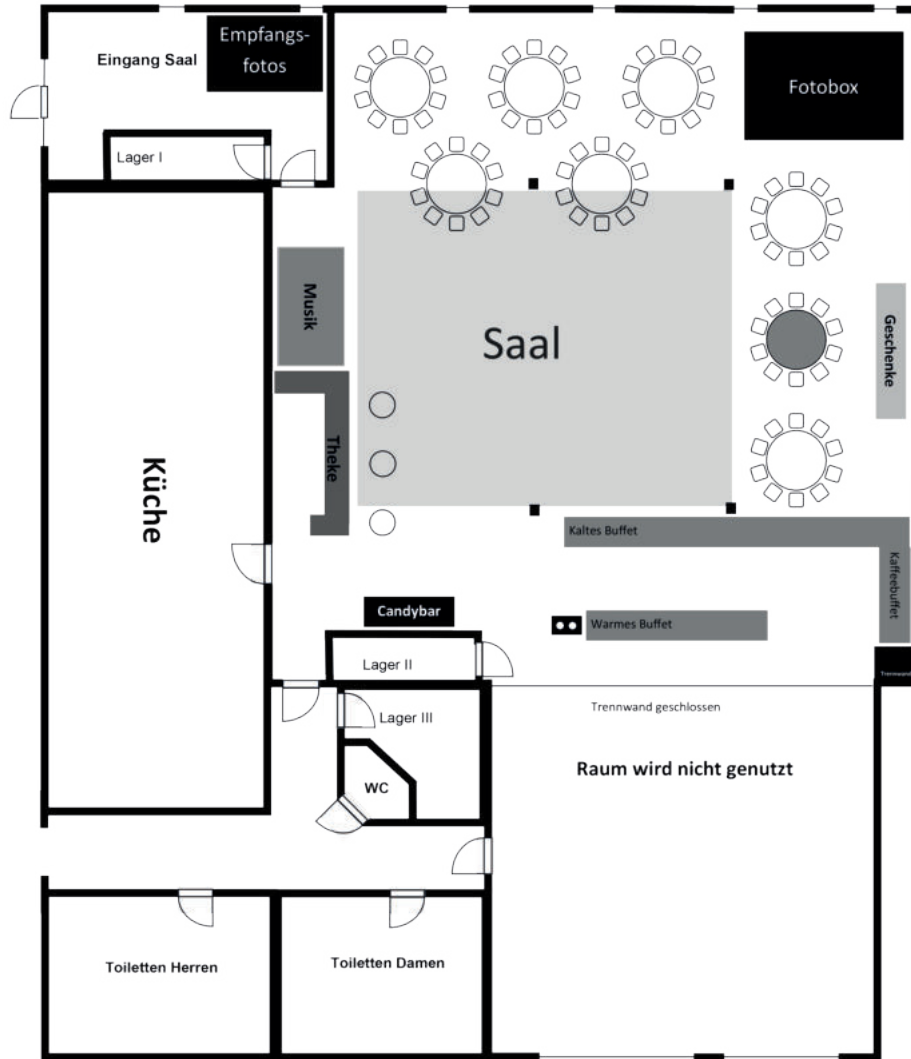 Empfangs-
fotos
Eingang Saal
Fotobox
Lager I
Musik
Saal
Geschenke
Theke
Küche
Kaltes Buffet
Kaffeebuffet
Candybar
Warmes Buffet
Lager II
Trennwand
Trennwand geschlossen
Lager III
Raum wird nicht genutzt
WC
Toiletten Herren
Toiletten Damen